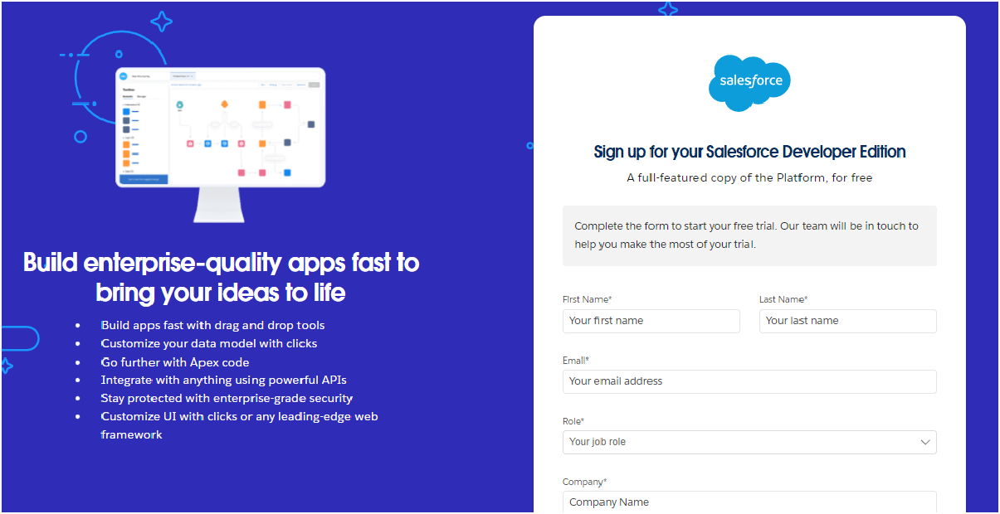 Build enterprise-quality apps fast to
bring your ideas to life
Build apps fast with drag and drop tools
Customize your data model with clicks
Go further with Apex code
Integrate with anything using powerful APIs
Stay protected with enterprise-grade security
Customize UI with clicks or any leading-edge web
framework
salesforce
Sign up for your Salesforce Developer Edition
A full-featured copy of the Platform, for free
Complete the form to start your free trial. Our team will be in touch to
help you make the most of your trial.
First Name* Last Name*
Your first name Your last name
Email*
Your email address
Role*
Your job role
Company*
Company Name